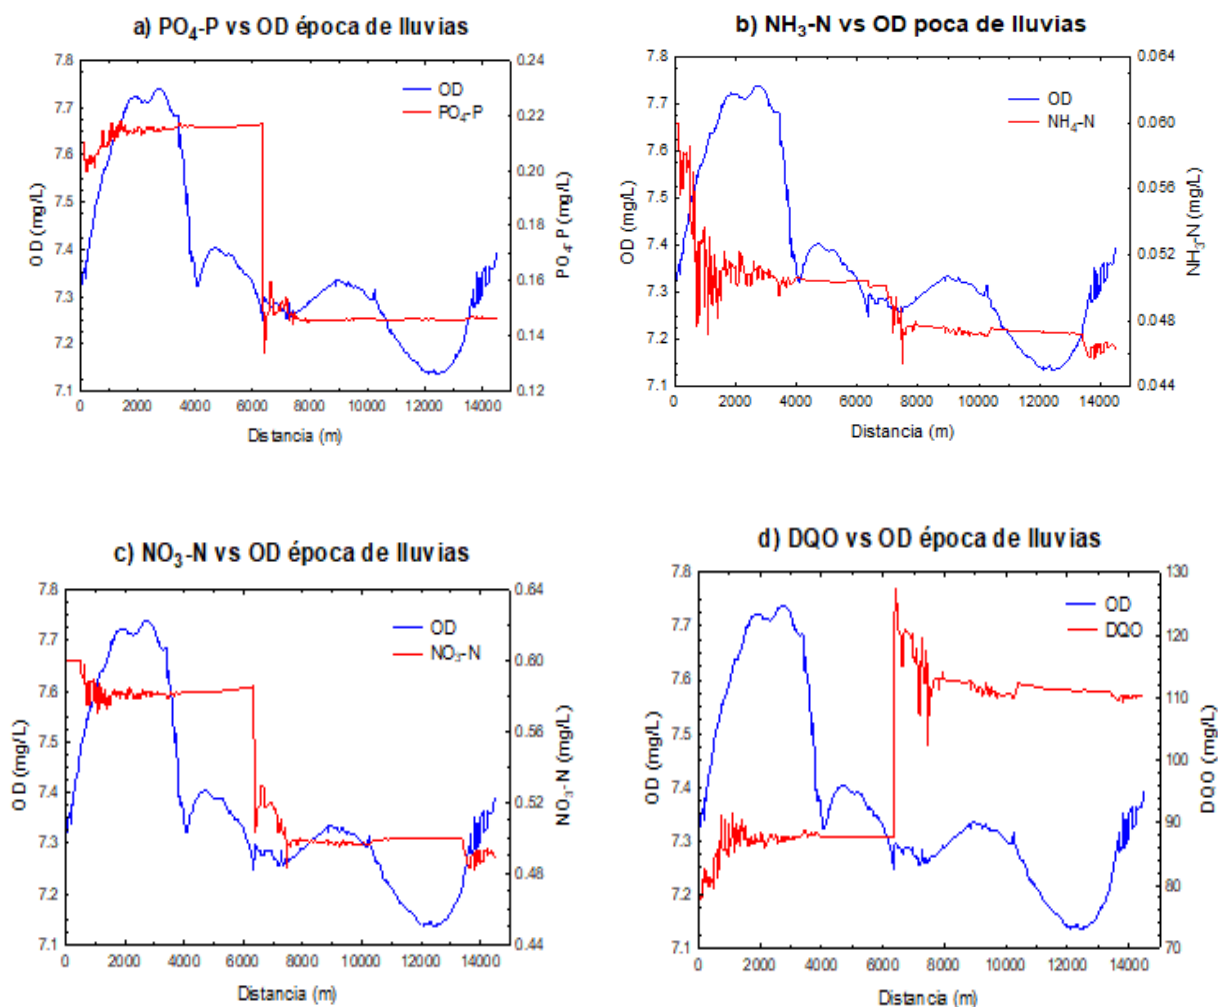 a) PO₄-P vs OD época de lluvias
7.8
7.7
7.6
7.5
7.4
7.3
7.2
7.1
OD (mg/L)
0.24
0.22
0.20
0.18
0.16
0.14
0.12
PO₄-P (mg/L)
OD
PO₄-P
0 2000 4000 6000 8000 10000 12000 14000
Distancia (m)
b) NH₃-N vs OD poca de lluvias
7.8
7.7
7.6
7.5
7.4
7.3
7.2
7.1
OD (mg/L)
0.064
0.060
0.056
0.052
0.048
0.044
NH₃-N (mg/L)
OD
NH₄-N
0 2000 4000 6000 8000 10000 12000 14000
Distancia (m)
c) NO₃-N vs OD época de lluvias
7.8
7.7
7.6
7.5
7.4
7.3
7.2
7.1
OD (mg/L)
0.64
0.60
0.56
0.52
0.48
0.44
NO₃-N (mg/L)
OD
NO₃-N
0 2000 4000 6000 8000 10000 12000 14000
Distancia (m)
d) DQO vs OD época de lluvias
7.8
7.7
7.6
7.5
7.4
7.3
7.2
7.1
OD (mg/L)
130
120
110
100
90
80
70
DQO (mg/L)
OD
DQO
0 2000 4000 6000 8000 10000 12000 14000
Distancia (m)